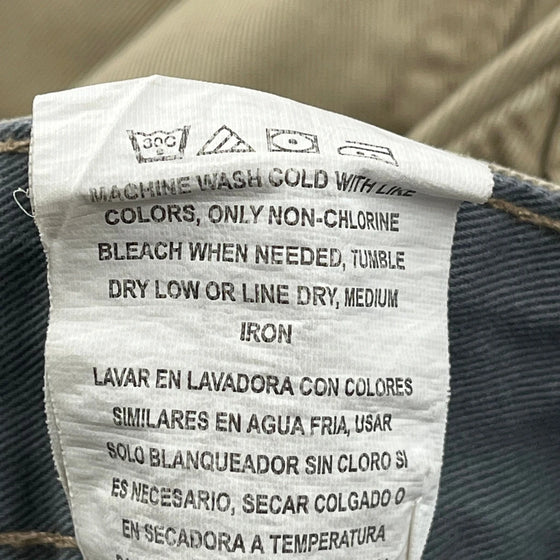 30C
MACHINE WASH COLD WITH LIKE
COLORS, ONLY NON-CHLORINE
BLEACH WHEN NEEDED, TUMBLE
DRY LOW OR LINE DRY, MEDIUM
IRON
LAVAR EN LAVADORA CON COLORES
SIMILARES EN AGUA FRIA, USAR
SOLO BLANQUEADOR SIN CLORO SI
ES NECESARIO, SECAR COLGADO O
EN SECADORA A TEMPERATURA